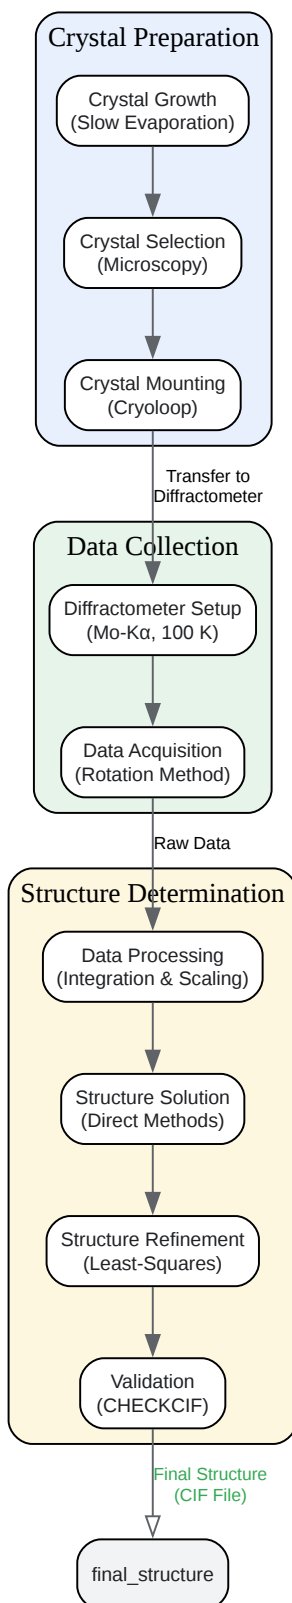 Crystal Preparation
Crystal Growth
(Slow Evaporation)
Crystal Selection
(Microscopy)
Crystal Mounting
(Cryoloop)
Transfer to
Diffractometer
Data Collection
Diffractometer Setup
(Mo-Kα, 100 K)
Data Acquisition
(Rotation Method)
Raw Data
Structure Determination
Data Processing
(Integration & Scaling)
Structure Solution
(Direct Methods)
Structure Refinement
(Least-Squares)
Validation
(CHECKCIF)
Final Structure
(CIF File)
final_structure